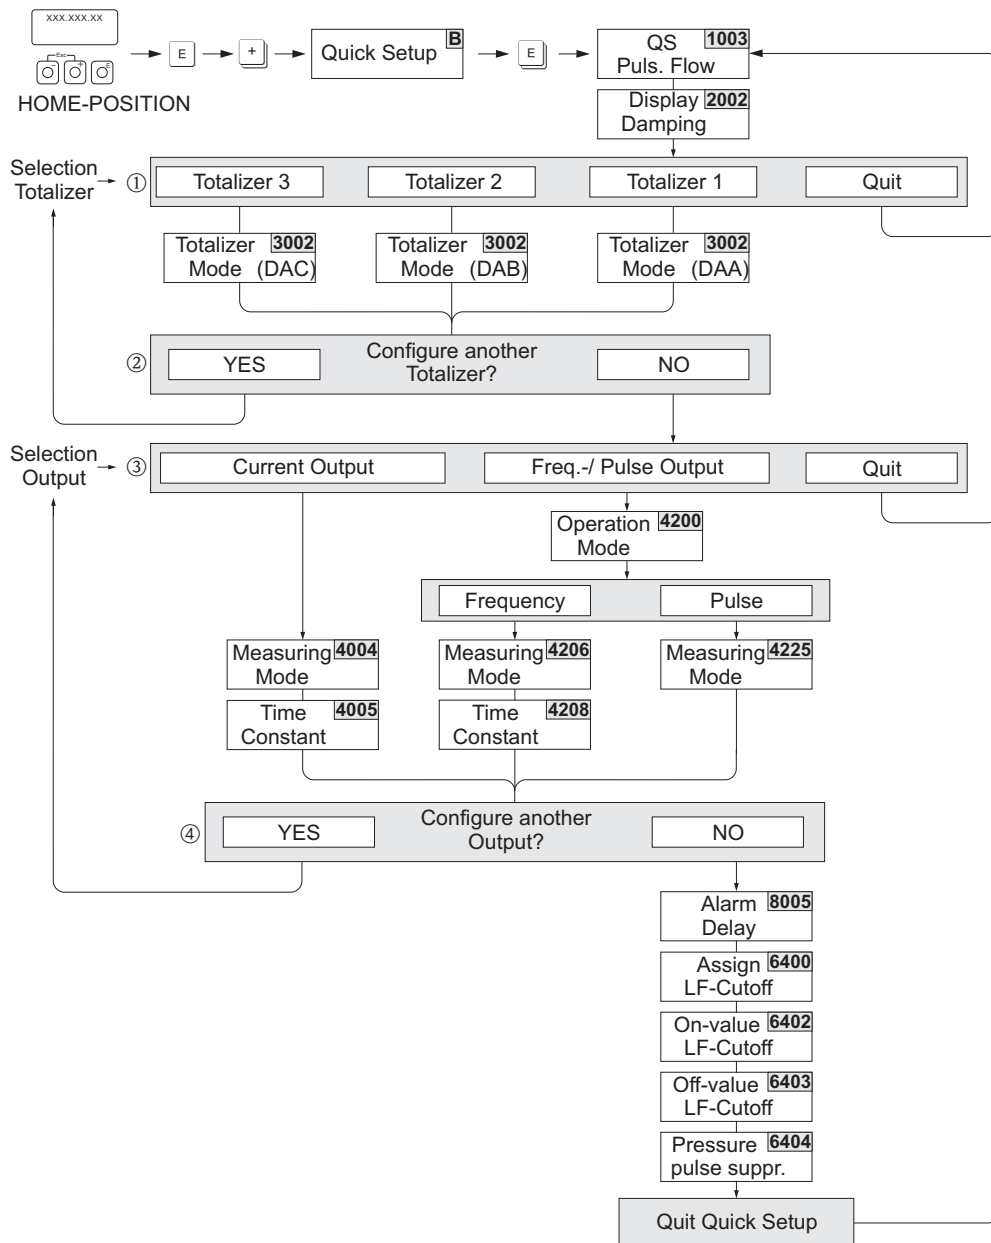 xxx.xxx.xx
Esc
- + E
HOME-POSITION
E
+
Quick Setup B
E
QS 1003
Puls. Flow
Display 2002
Damping
Selection
Totalizer
① Totalizer 3 Totalizer 2 Totalizer 1 Quit
Totalizer 3002
Mode (DAC)
Totalizer 3002
Mode (DAB)
Totalizer 3002
Mode (DAA)
② YES
Configure another
Totalizer?
NO
Selection
Output
③ Current Output Freq.-/ Pulse Output Quit
Operation 4200
Mode
Frequency Pulse
Measuring 4004
Mode
Measuring 4206
Mode
Measuring 4225
Mode
Time 4005
Constant
Time 4208
Constant
④ YES
Configure another
Output?
NO
Alarm 8005
Delay
Assign 6400
LF-Cutoff
On-value 6402
LF-Cutoff
Off-value 6403
LF-Cutoff
Pressure 6404
pulse suppr.
Quit Quick Setup